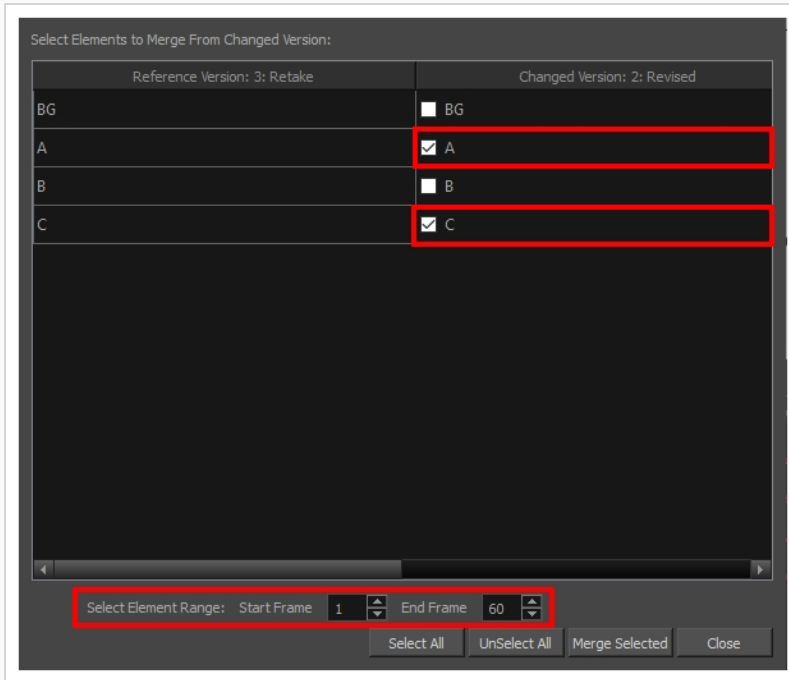 Select Elements to Merge From Changed Version:
Reference Version: 3: Retake Changed Version: 2: Revised
BG BG
A A
B B
C C
Select Element Range: Start Frame 1 End Frame 60
Select All UnSelect All Merge Selected Close